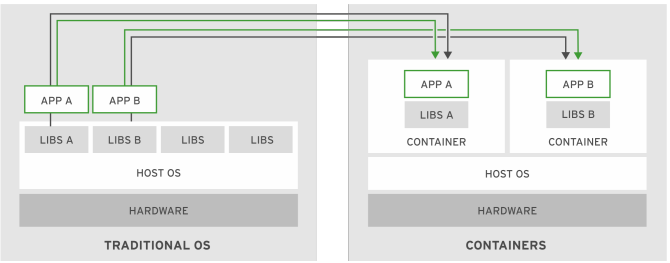 APP A
APP B
LIBS A
LIBS B
LIBS
LIBS
HOST OS
HARDWARE
TRADITIONAL OS
APP A
LIBS A
CONTAINER
APP B
LIBS B
CONTAINER
HOST OS
HARDWARE
CONTAINERS